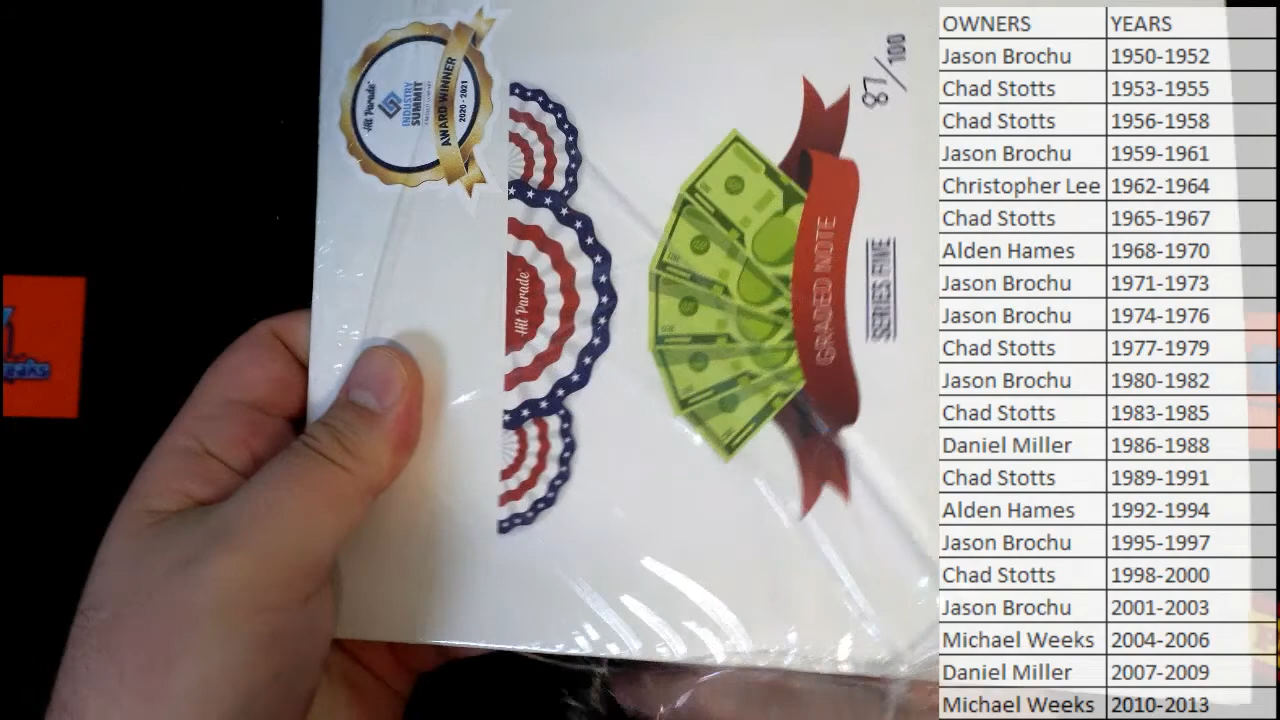 Hit Parade™
INDUSTRY
SUMMIT
AWARD WINNER
2020 - 2021
Hit Parade®
GRADED NOTE
SERIES FIVE
87/100
OWNERS YEARS
Jason Brochu 1950-1952
Chad Stotts 1953-1955
Chad Stotts 1956-1958
Jason Brochu 1959-1961
Christopher Lee 1962-1964
Chad Stotts 1965-1967
Alden Hames 1968-1970
Jason Brochu 1971-1973
Jason Brochu 1974-1976
Chad Stotts 1977-1979
Jason Brochu 1980-1982
Chad Stotts 1983-1985
Daniel Miller 1986-1988
Chad Stotts 1989-1991
Alden Hames 1992-1994
Jason Brochu 1995-1997
Chad Stotts 1998-2000
Jason Brochu 2001-2003
Michael Weeks 2004-2006
Daniel Miller 2007-2009
Michael Weeks 2010-2013